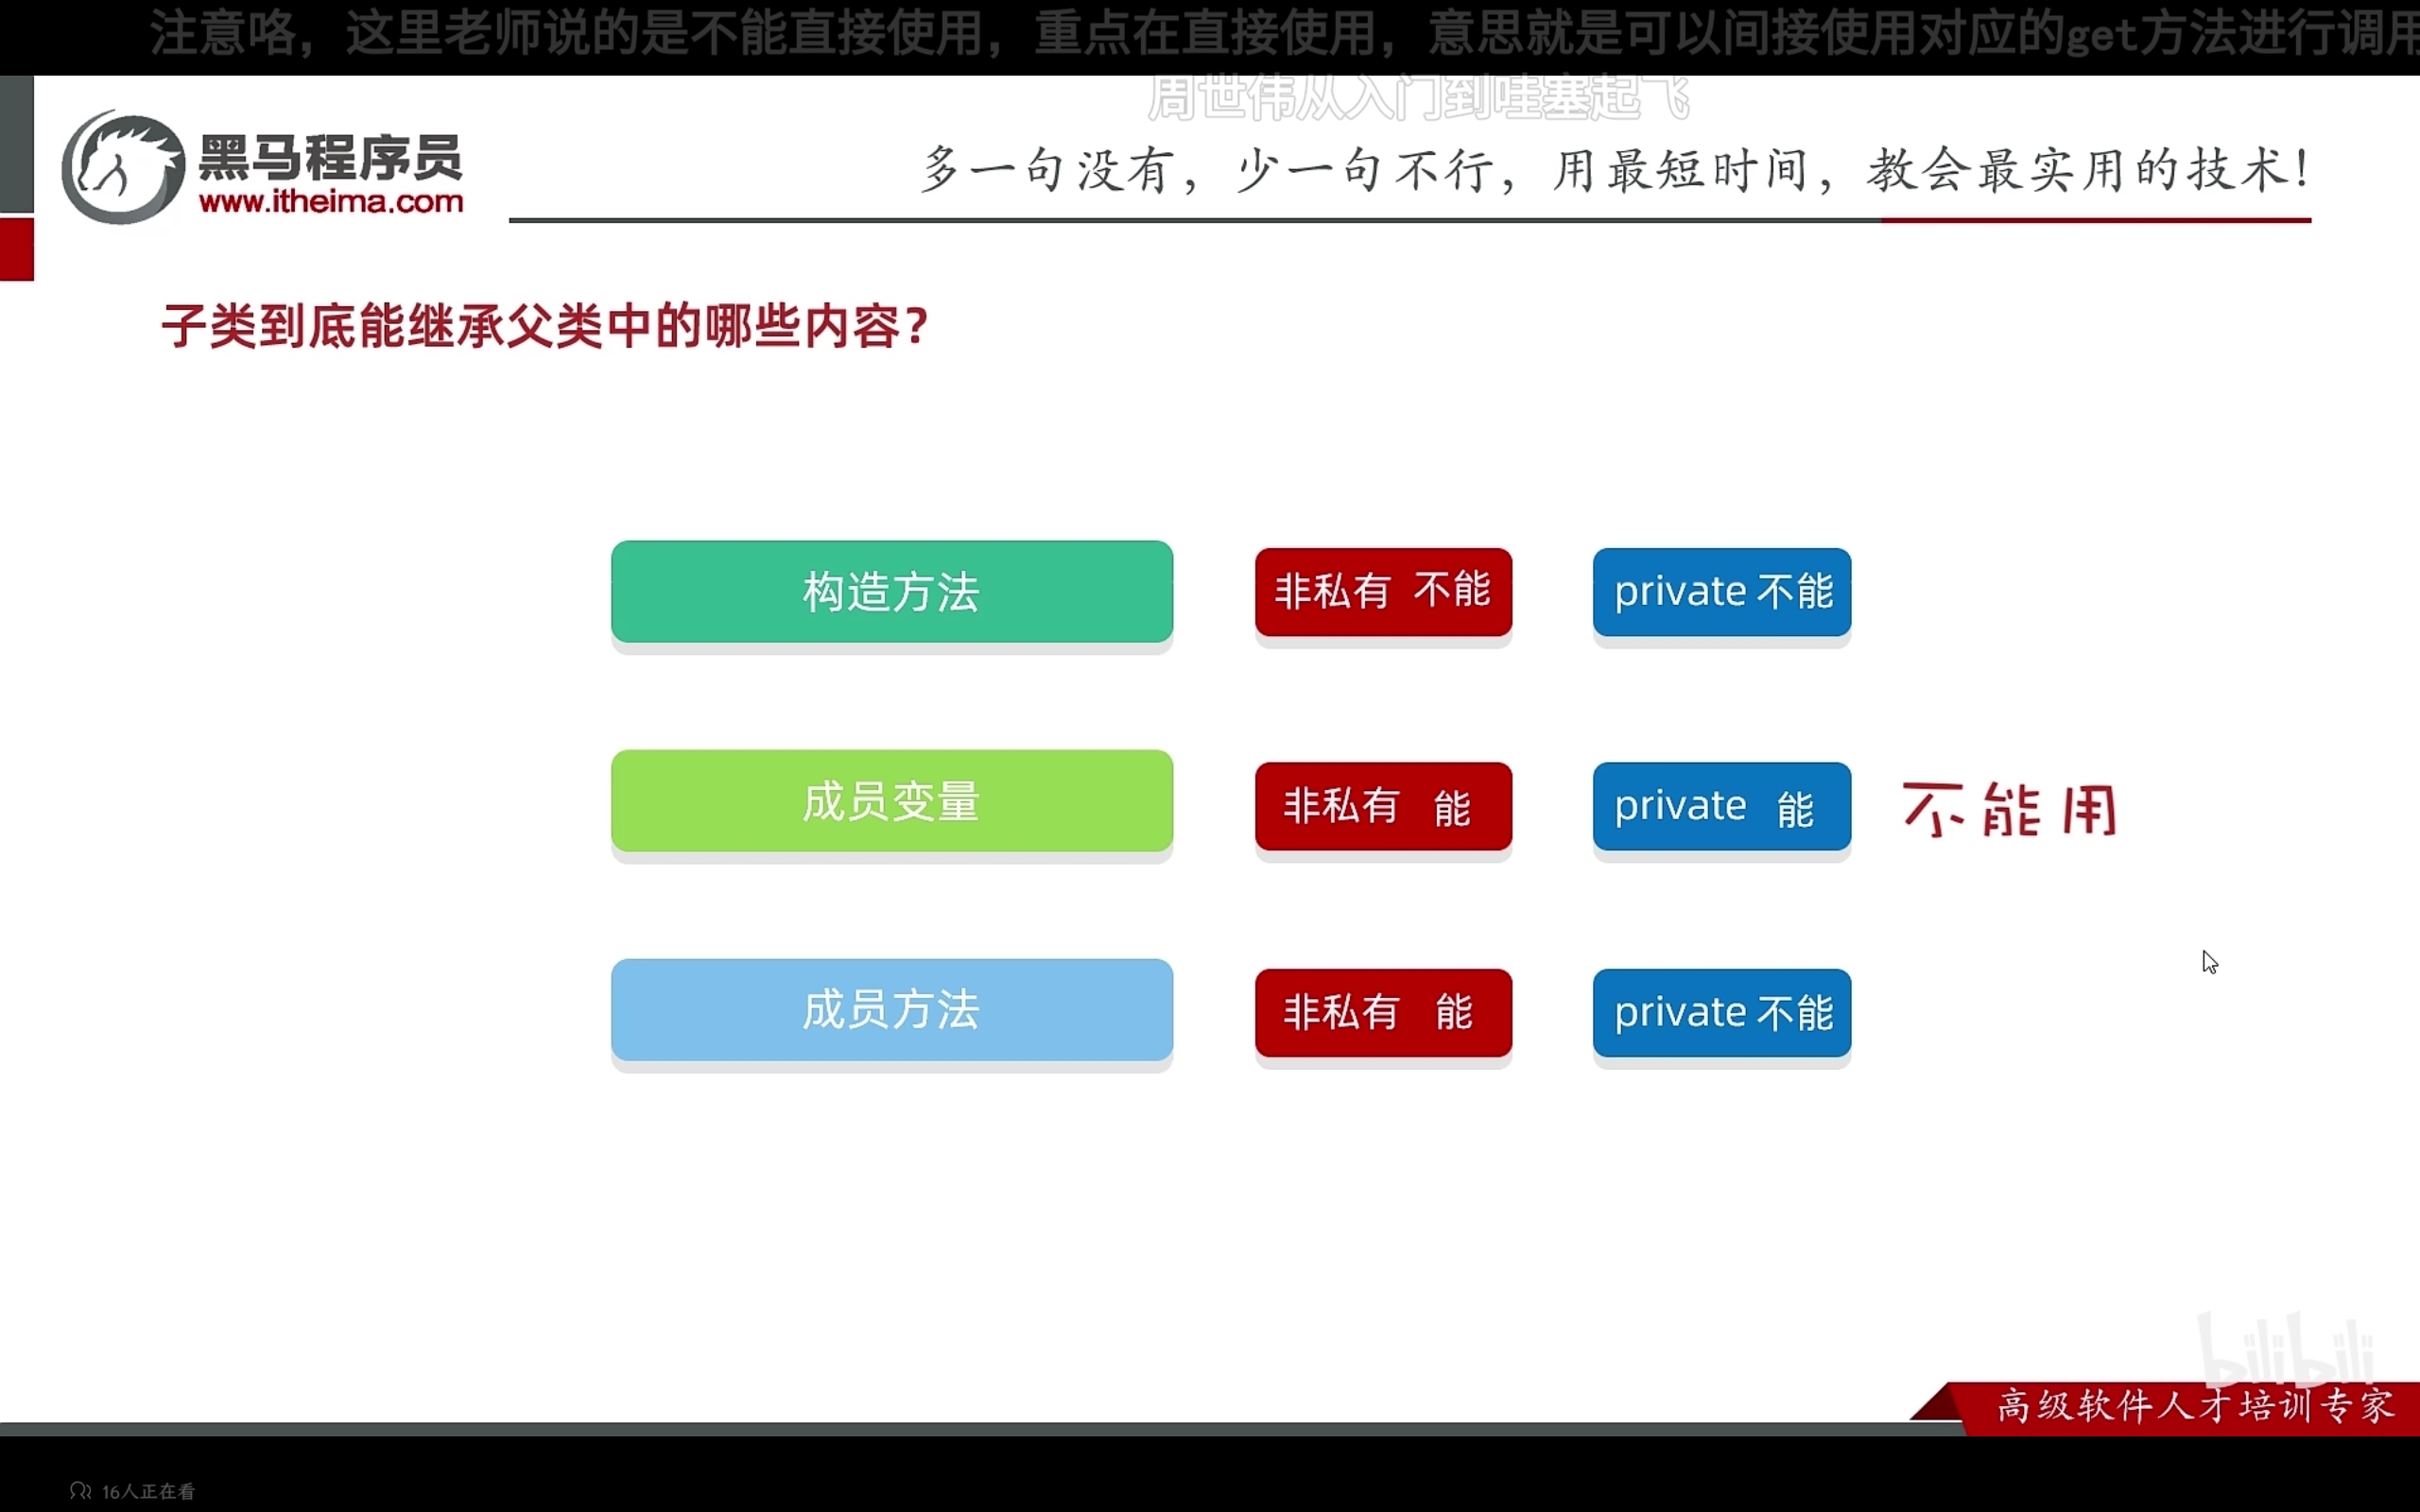 注意咯，这里老师说的是不能直接使用，重点在直接使用，意思就是可以间接使用对应的get方法进行调用
周世伟从入门到哇塞起飞
黑马程序员
www.itheima.com
多一句没有，少一句不行，用最短时间，教会最实用的技术！
子类到底能继承父类中的哪些内容？
构造方法 非私有 不能 private 不能
成员变量 非私有 能 private 能 不能用
成员方法 非私有 能 private 不能
bilibili
高级软件人才培训专家
16人正在看